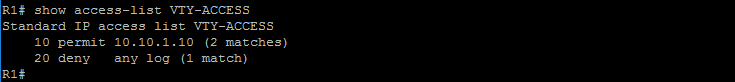 R1# show access-list VTY-ACCESS
Standard IP access list VTY-ACCESS
    10 permit 10.10.1.10 (2 matches)
    20 deny   any log (1 match)
R1#